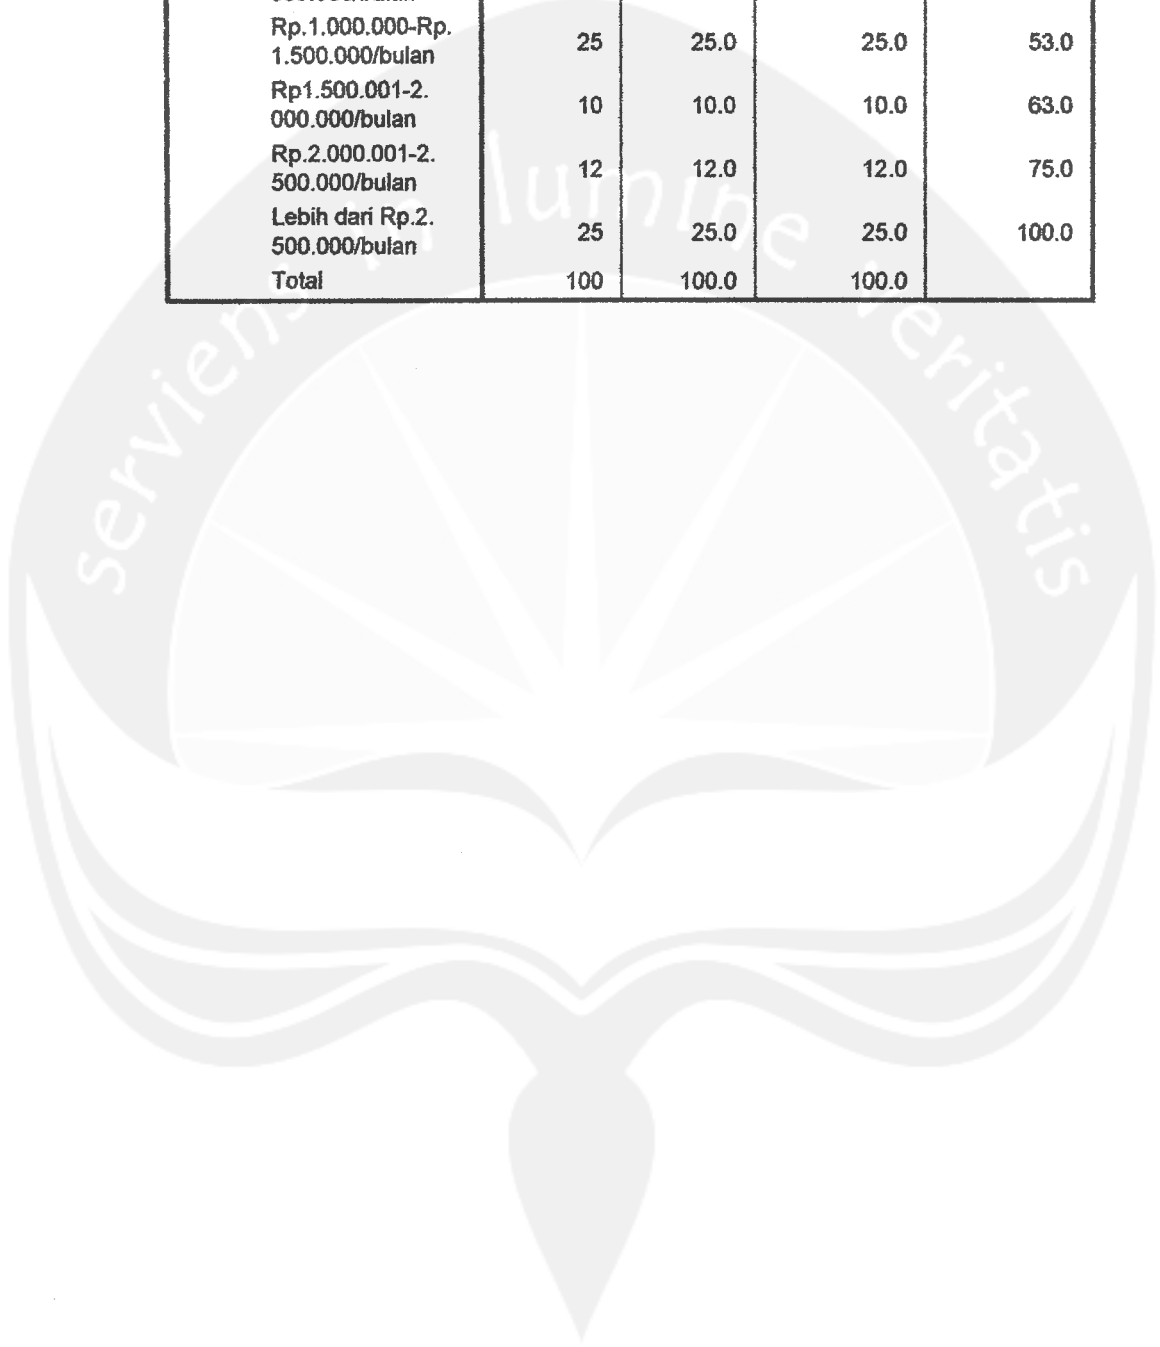 Rp.1.000.000-Rp.
1.500.000/bulan 25 25.0 25.0 53.0
Rp1.500.001-2.
000.000/bulan 10 10.0 10.0 63.0
Rp.2.000.001-2.
500.000/bulan 12 12.0 12.0 75.0
Lebih dari Rp.2.
500.000/bulan 25 25.0 25.0 100.0
Total 100 100.0 100.0
serviens in lumine veritatis